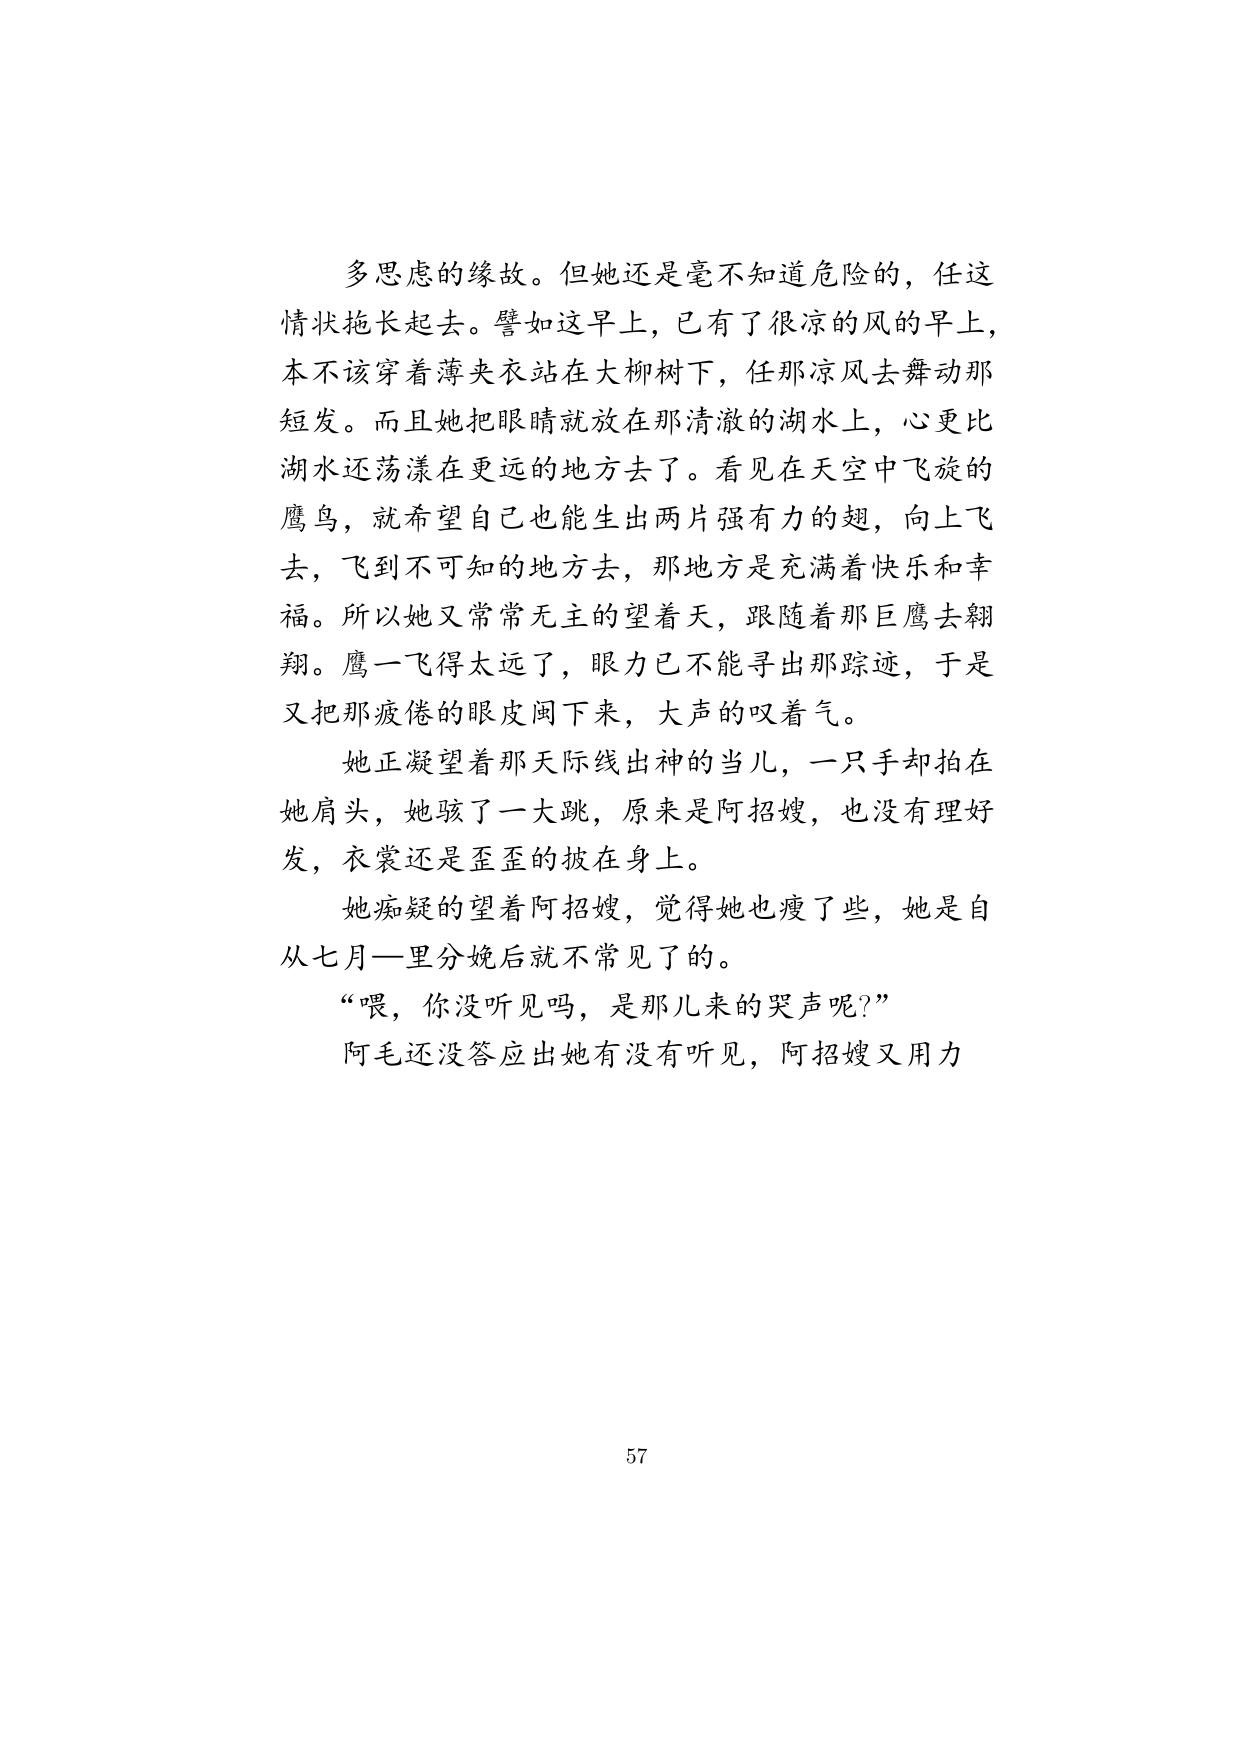 多思虑的缘故。但她还是毫不知道危险的，任这
情状拖长起去。譬如这早上，已有了很凉的风的早上，
本不该穿着薄夹衣站在大柳树下，任那凉风去舞动那
短发。而且她把眼睛就放在那清澈的湖水上，心更比
湖水还荡漾在更远的地方去了。看见在天空中飞旋的
鹰鸟，就希望自己也能生出两片强有力的翅，向上飞
去，飞到不可知的地方去，那地方是充满着快乐和幸
福。所以她又常常无主的望着天，跟随着那巨鹰去翱
翔。鹰一飞得太远了，眼力已不能寻出那踪迹，于是
又把那疲倦的眼皮闽下来，大声的叹着气。
她正凝望着那天际线出神的当儿，一只手却拍在
她肩头，她骇了一大跳，原来是阿招嫂，也没有理好
发，衣裳还是歪歪的披在身上。
她痴疑的望着阿招嫂，觉得她也瘦了些，她是自
从七月—里分娩后就不常见了的。
“喂，你没听见吗，是那儿来的哭声呢?”
阿毛还没答应出她有没有听见，阿招嫂又用力
57